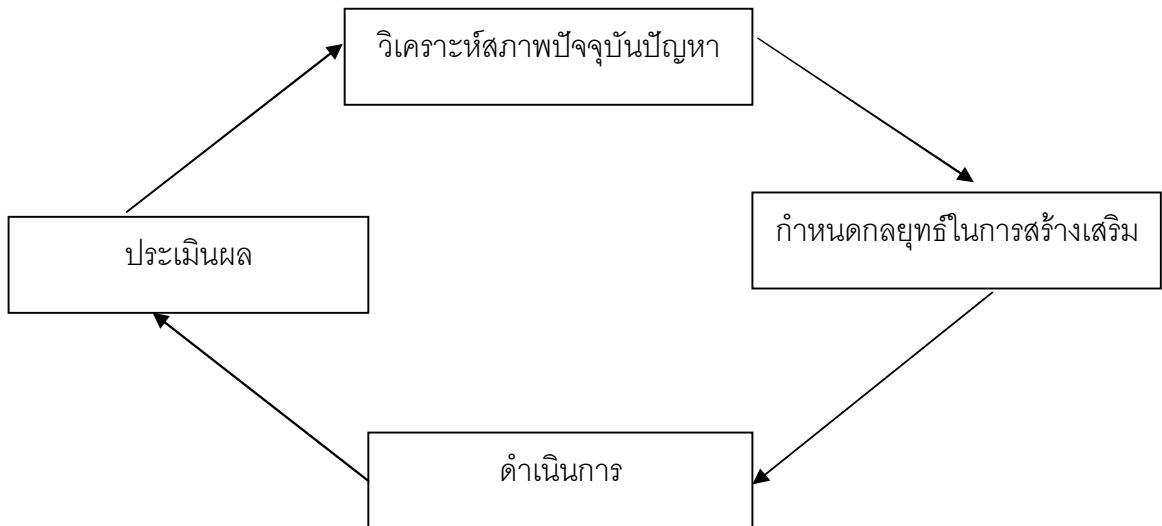 วิเคราะห์สภาพปัจจุบันปัญหา
กำหนดกลยุทธ์ในการสร้างเสริม
ประเมินผล
ดำเนินการ